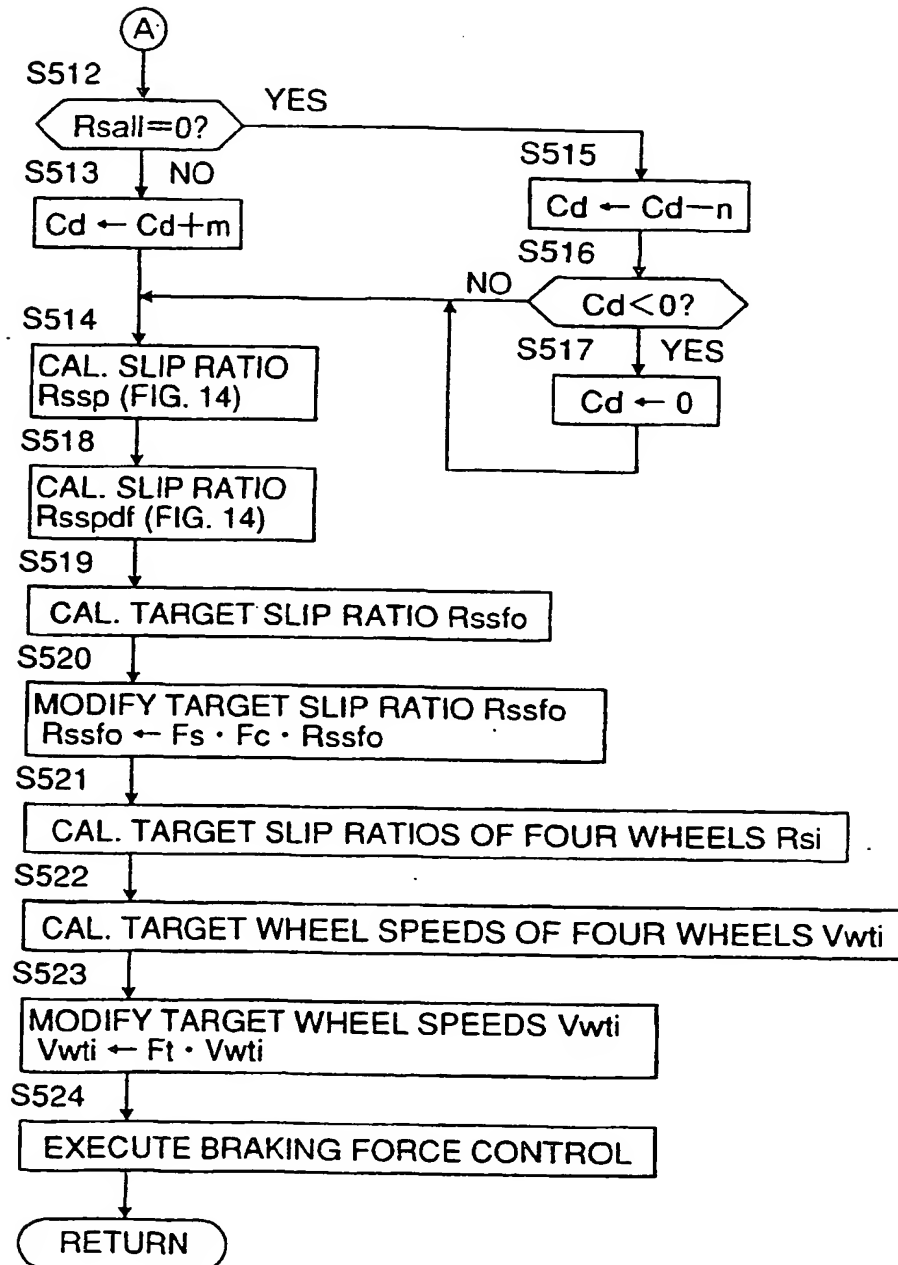 A
S512
YES
Rsall=0?
S513
NO
Cd ← Cd+m
S515
Cd ← Cd−n
S516
NO
Cd<0?
S517
YES
Cd ← 0
S514
CAL. SLIP RATIO
Rssp (FIG. 14)
S518
CAL. SLIP RATIO
Rsspdf (FIG. 14)
S519
CAL. TARGET SLIP RATIO Rssfo
S520
MODIFY TARGET SLIP RATIO Rssfo
Rssfo ← Fs · Fc · Rssfo
S521
CAL. TARGET SLIP RATIOS OF FOUR WHEELS Rsi
S522
CAL. TARGET WHEEL SPEEDS OF FOUR WHEELS Vwti
S523
MODIFY TARGET WHEEL SPEEDS Vwti
Vwti ← Ft · Vwti
S524
EXECUTE BRAKING FORCE CONTROL
RETURN